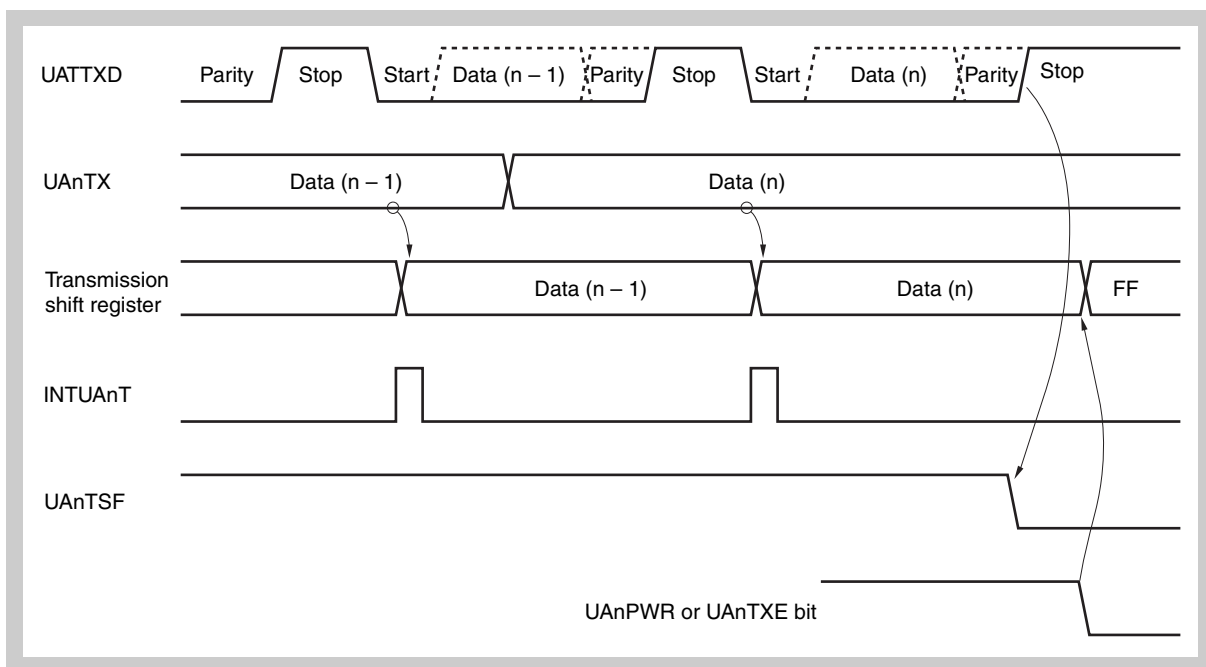 UATTXD Parity Stop Start Data (n – 1) Parity Stop Start Data (n) Parity Stop
UAnTX Data (n – 1) Data (n)
Transmission
shift register Data (n – 1) Data (n) FF
INTUAnT
UAnTSF
UAnPWR or UAnTXE bit